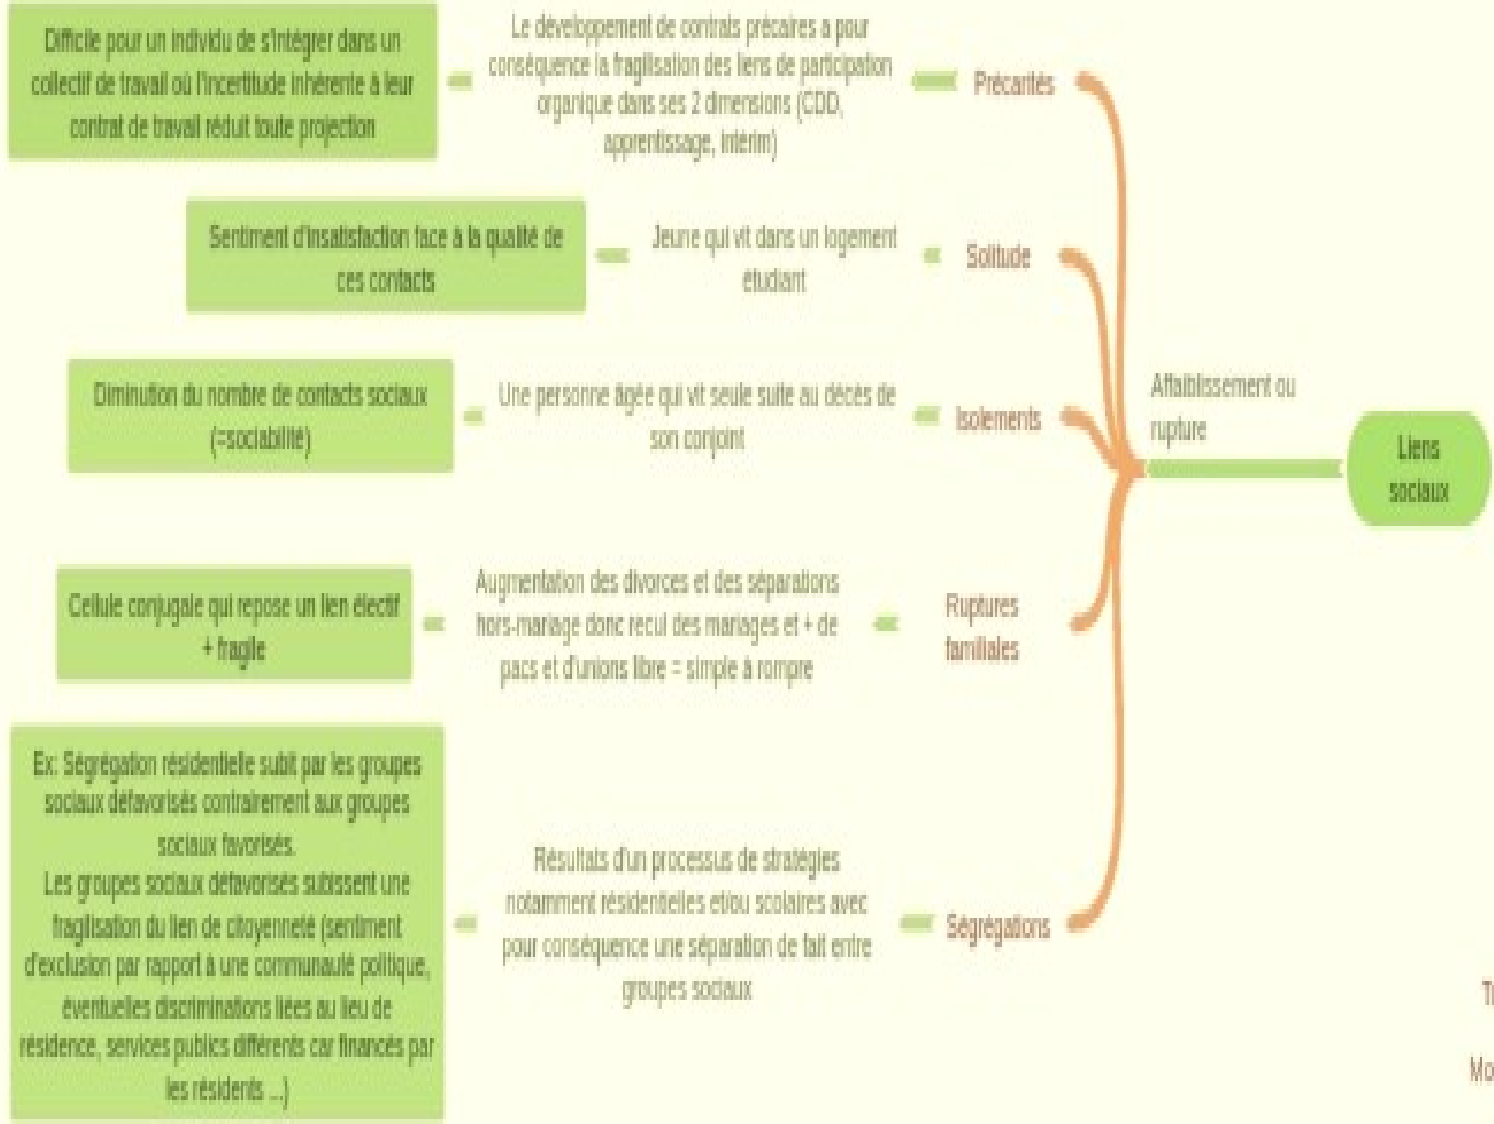 Difficile pour un individu de s'intégrer dans un
collectif de travail où l'incertitude inhérente à leur
contrat de travail réduit toute projection
Le développement de contrats précaires a pour
conséquence la fragilisation des liens de participation
organique dans ses 2 dimensions (CDD,
apprentissage, intérim)
Précarités
Sentiment d'insatisfaction face à la qualité de
ces contacts
Jeune qui vit dans un logement
étudiant
Solitude
Diminution du nombre de contacts sociaux
(=sociabilité)
Une personne âgée qui vit seule suite au décès de
son conjoint
Isolements
Affaiblissement ou
rupture
Liens
sociaux
Cellule conjugale qui repose un lien électif
+ fragile
Augmentation des divorces et des séparations
hors-mariage donc recul des mariages et + de
pacs et d'unions libre = simple à rompre
Ruptures
familiales
Ex: Ségrégation résidentielle subit par les groupes
sociaux défavorisés contrairement aux groupes
sociaux favorisés.
Les groupes sociaux défavorisés subissent une
fragilisation du lien de citoyenneté (sentiment
d'exclusion par rapport à une communauté politique,
éventuelles discriminations liées au lieu de
résidence, services publics différents car financés par
les résidents ...)
Résultats d'un processus de stratégies
notamment résidentielles et/ou scolaires avec
pour conséquence une séparation de fait entre
groupes sociaux
Ségrégations
Mo